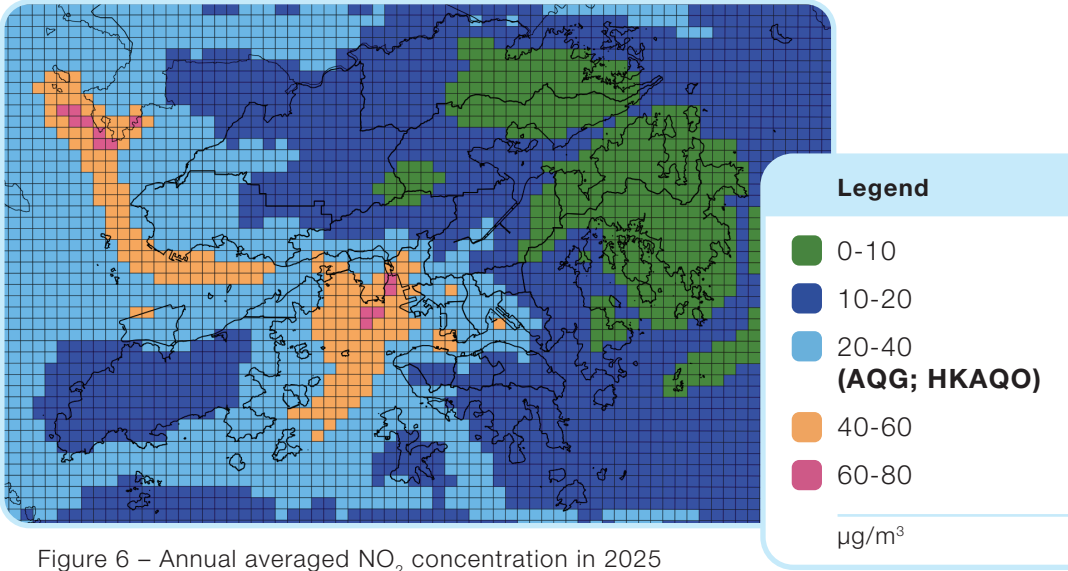 Legend
0-10
10-20
20-40
(AQG; HKAQO)
40-60
60-80
µg/m³
Figure 6 – Annual averaged NO₂ concentration in 2025